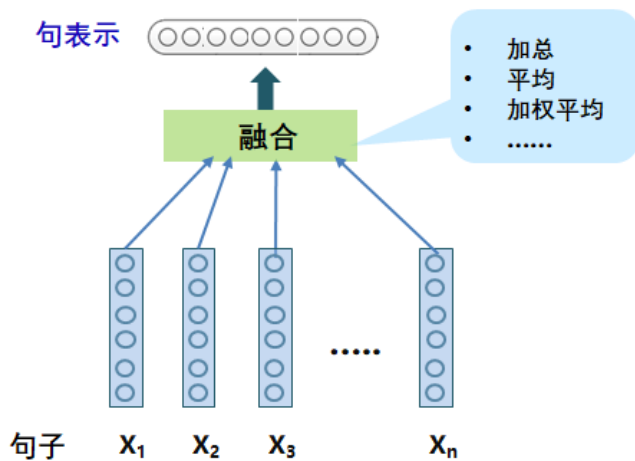 句表示
• 加总
• 平均
• 加权平均
• ......
融合
.....
句子 X₁ X₂ X₃ Xₙ